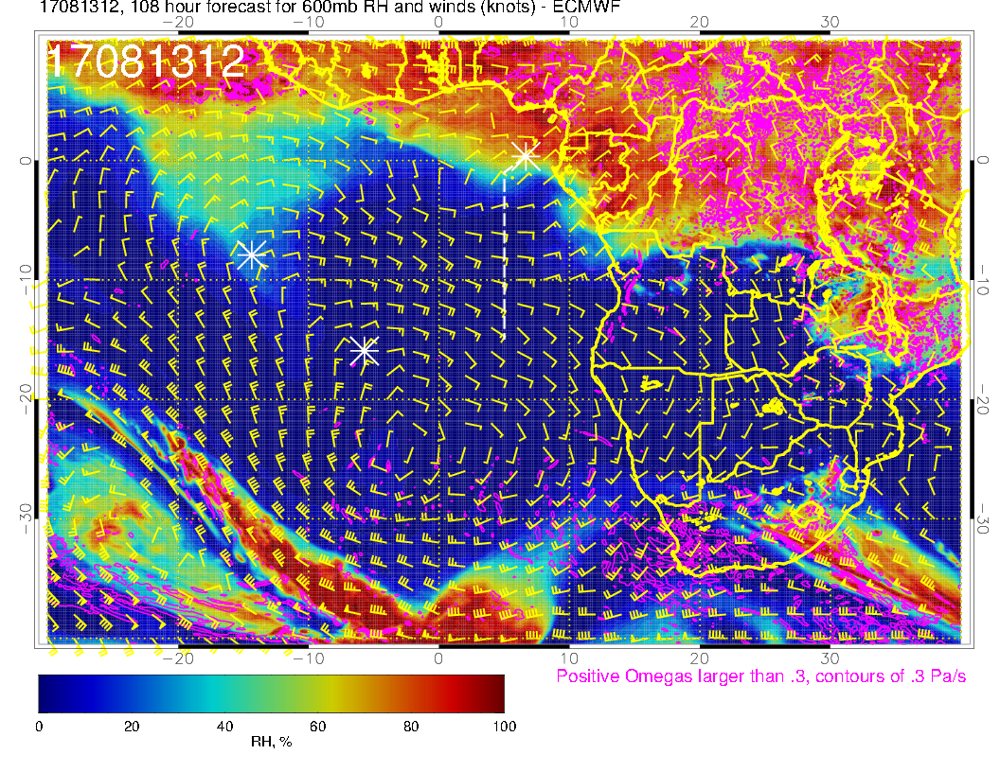 17081312, 108 hour forecast for 600mb RH and winds (knots) - ECMWF
−20 −10 0 10 20 30
17081312
0 0
−10 −10
−20 −20
−30 −30
−20 −10 0 10 20 30
Positive Omegas larger than .3, contours of .3 Pa/s
0 20 40 60 80 100
RH, %